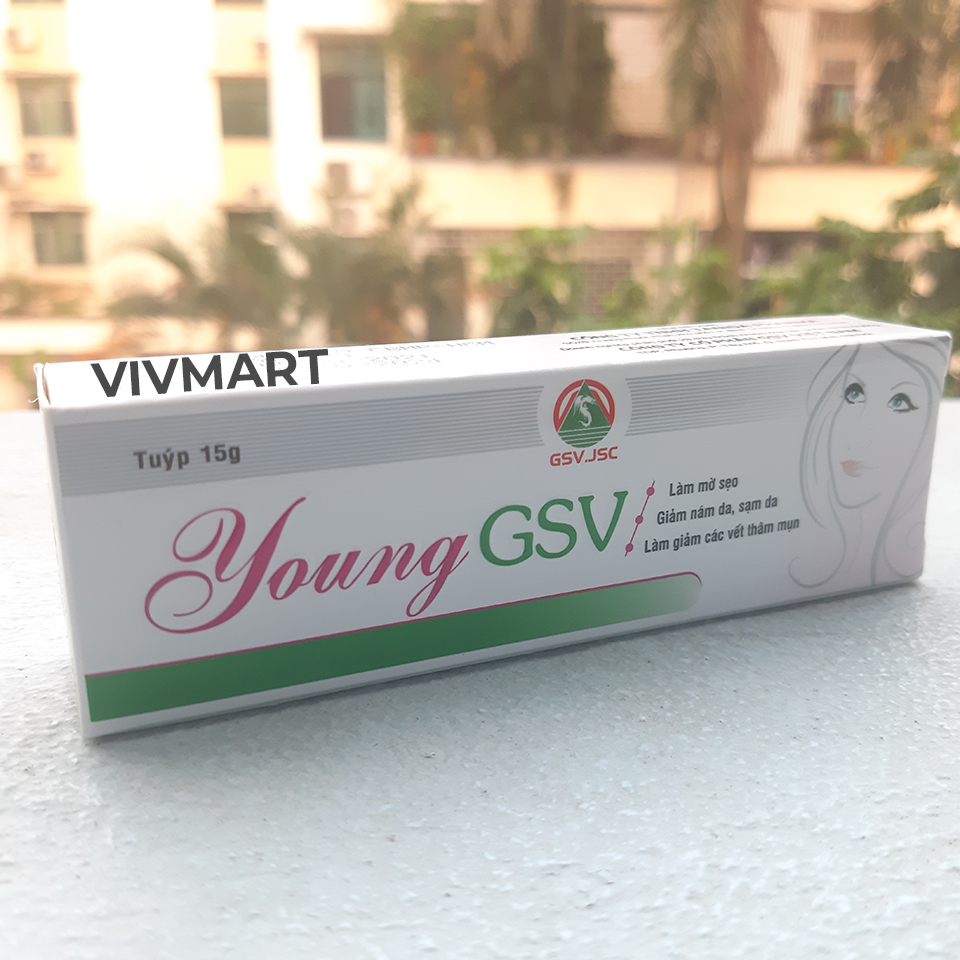 VIVMART
Tuýp 15g
GSV.JSC
Young GSV
Làm mờ sẹo
Giảm nám da, sạm da
Làm giảm các vết thâm mụn